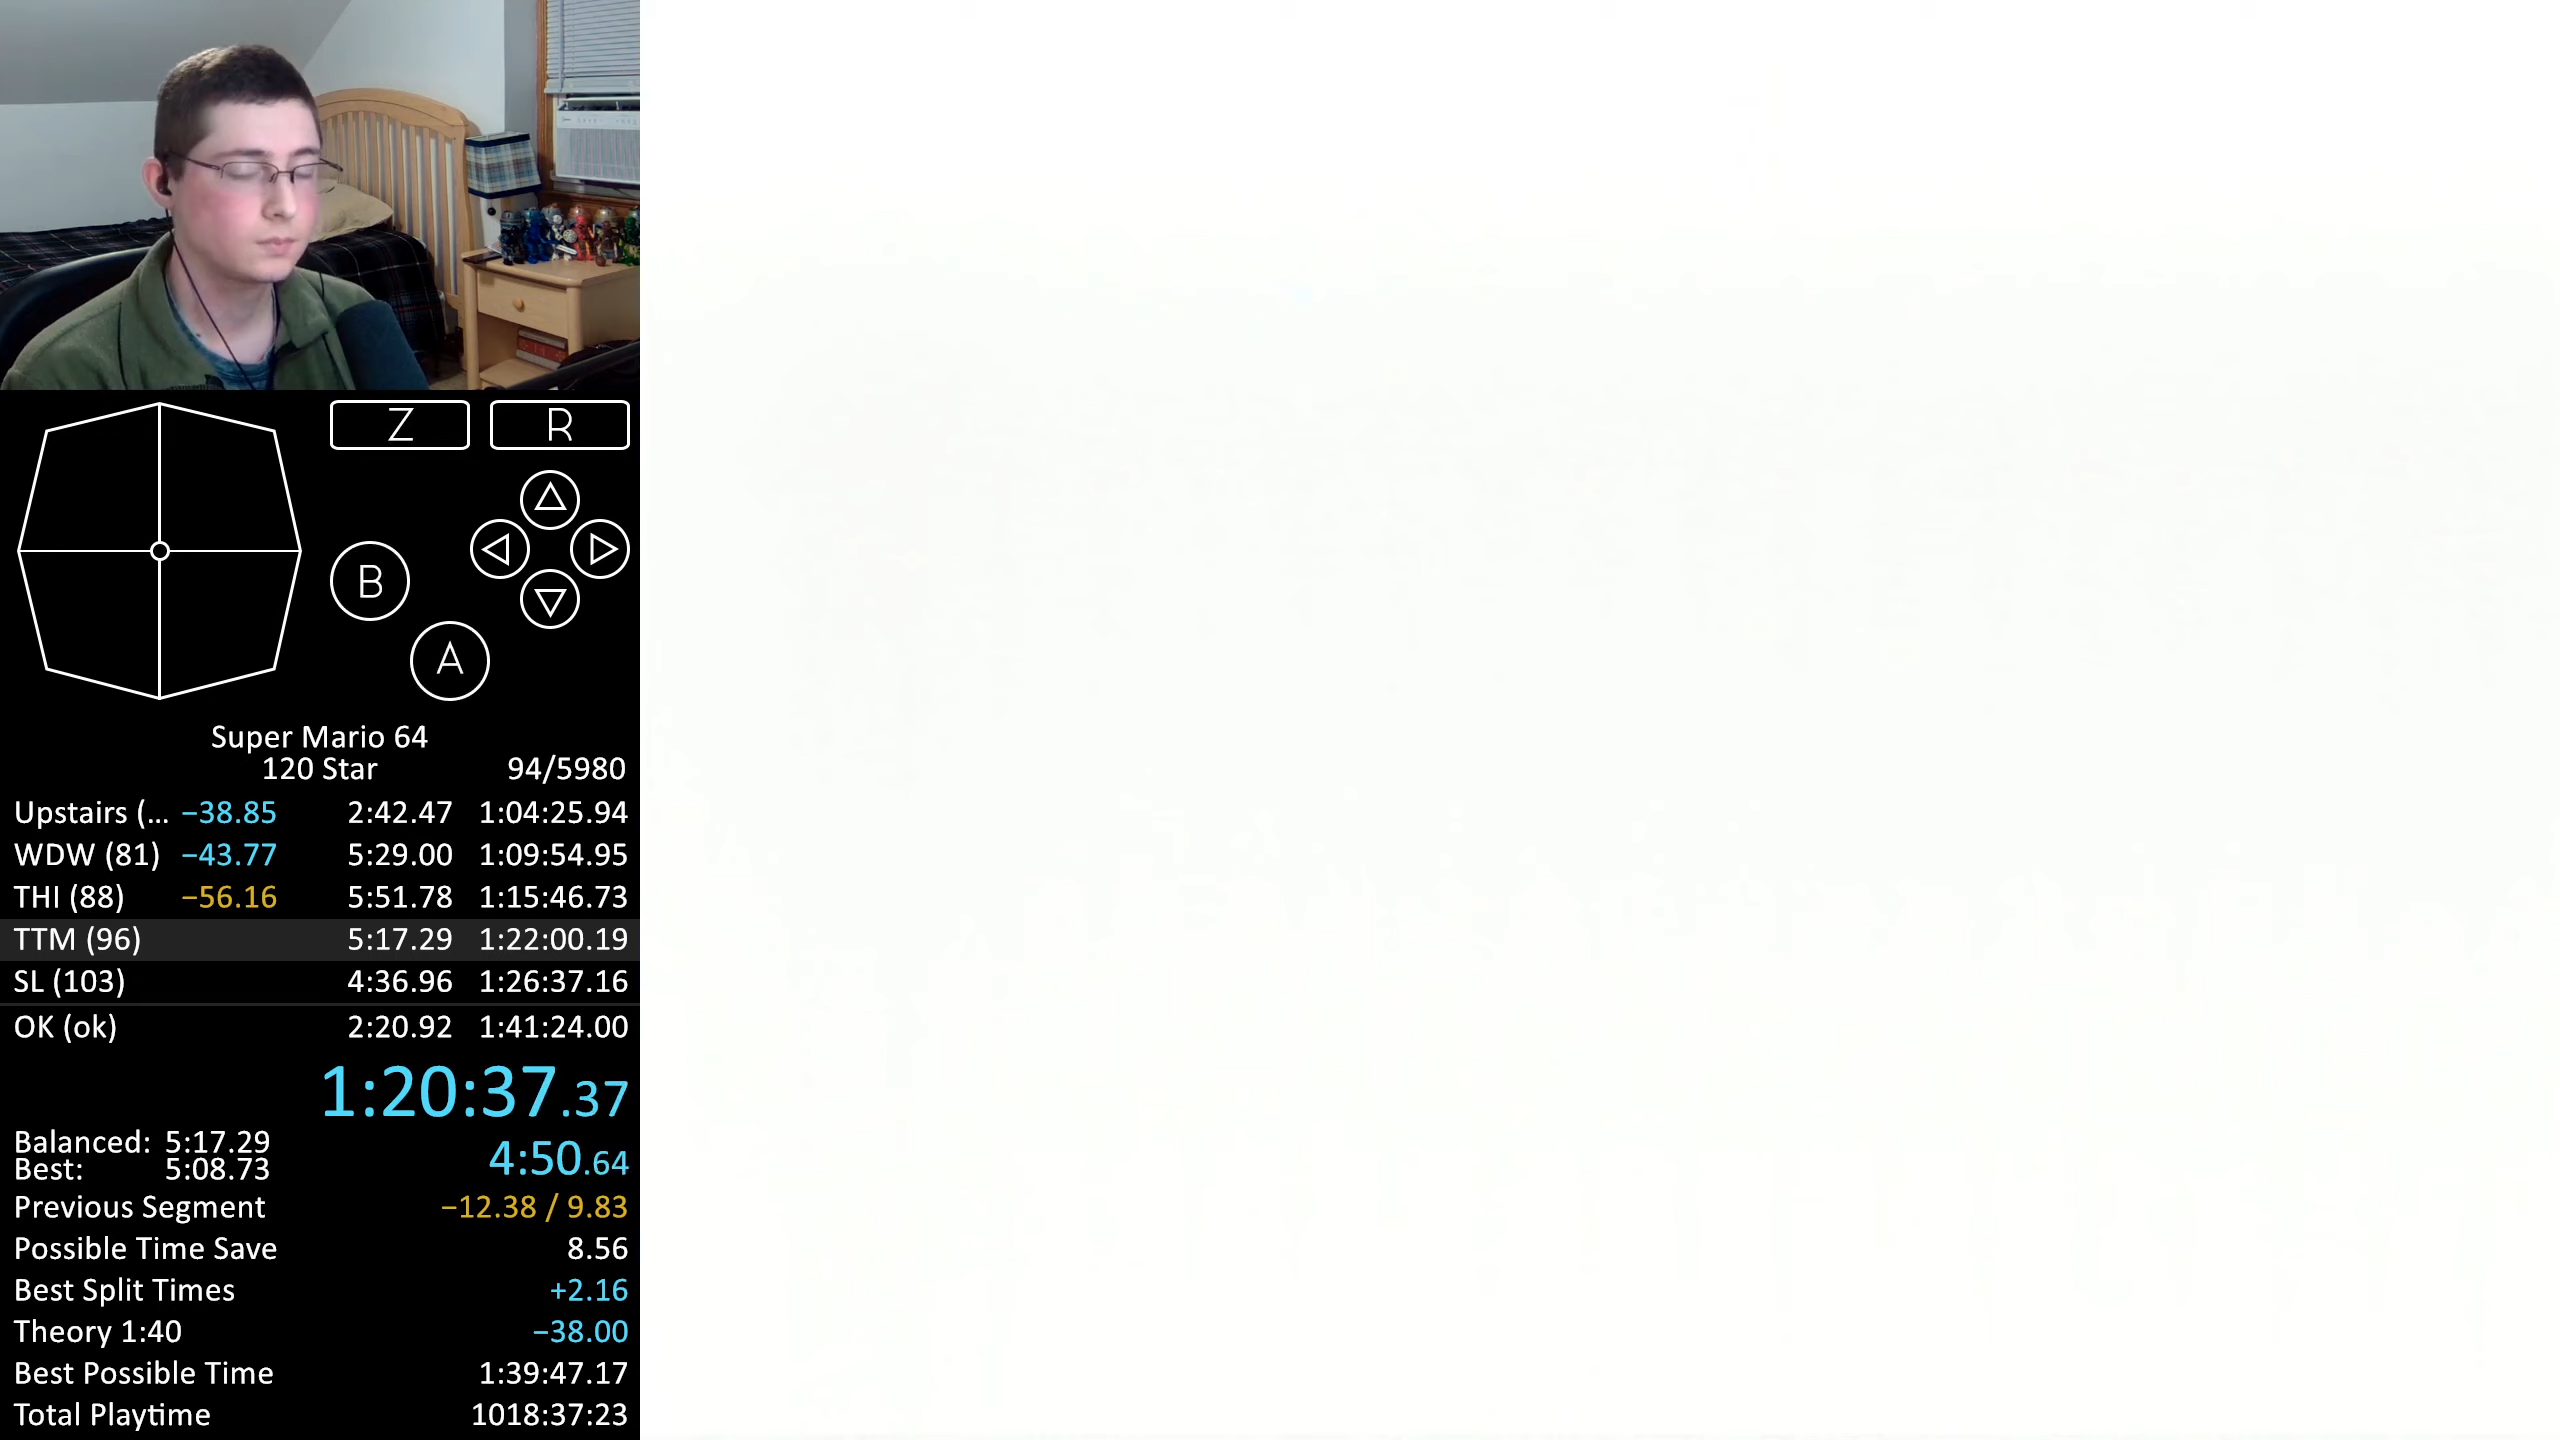 Z R
B
A
Super Mario 64
120 Star 94/5980
Upstairs (... −38.85 2:42.47 1:04:25.94
WDW (81) −43.77 5:29.00 1:09:54.95
THI (88) −56.16 5:51.78 1:15:46.73
TTM (96) 5:17.29 1:22:00.19
SL (103) 4:36.96 1:26:37.16
OK (ok) 2:20.92 1:41:24.00
1:20:37.37
Balanced: 5:17.29 4:50.64
Best: 5:08.73
Previous Segment −12.38 / 9.83
Possible Time Save 8.56
Best Split Times +2.16
Theory 1:40 −38.00
Best Possible Time 1:39:47.17
Total Playtime 1018:37:23